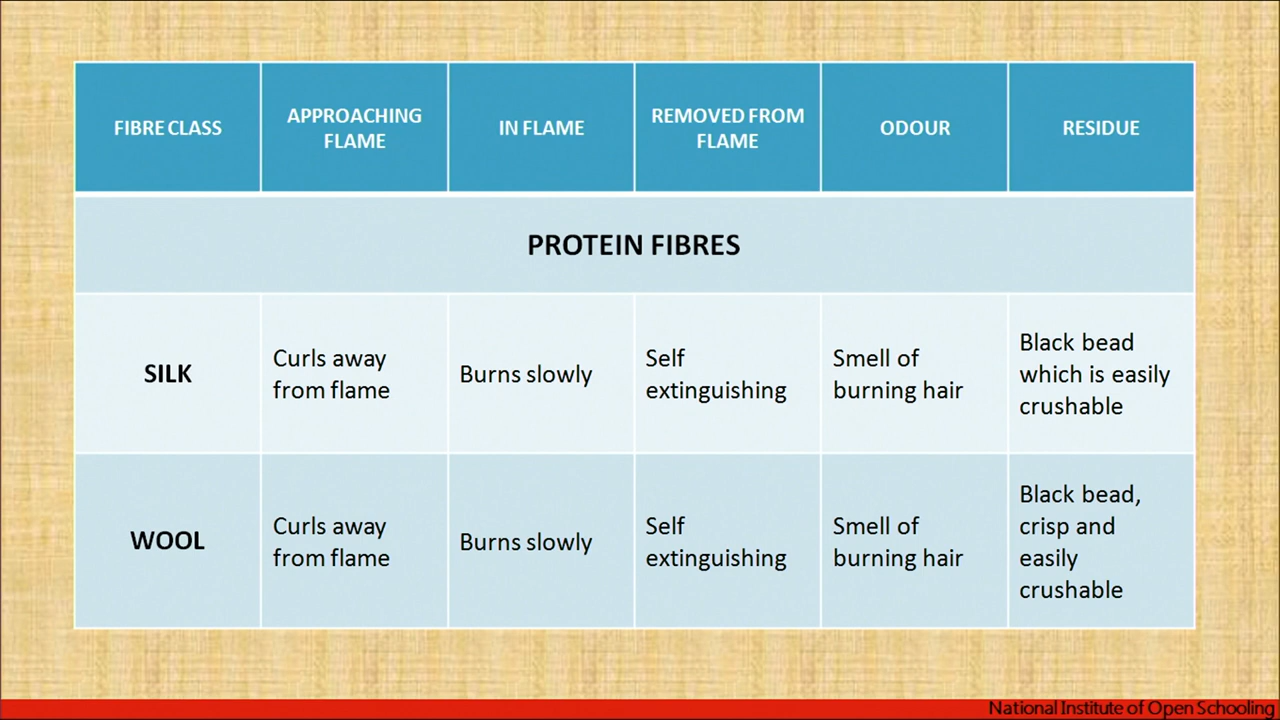 FIBRE CLASS
APPROACHING
FLAME
IN FLAME
REMOVED FROM
FLAME
ODOUR
RESIDUE
PROTEIN FIBRES
SILK
Curls away
from flame
Burns slowly
Self
extinguishing
Smell of
burning hair
Black bead
which is easily
crushable
WOOL
Curls away
from flame
Burns slowly
Self
extinguishing
Smell of
burning hair
Black bead,
crisp and
easily
crushable
National Institute of Open Schooling